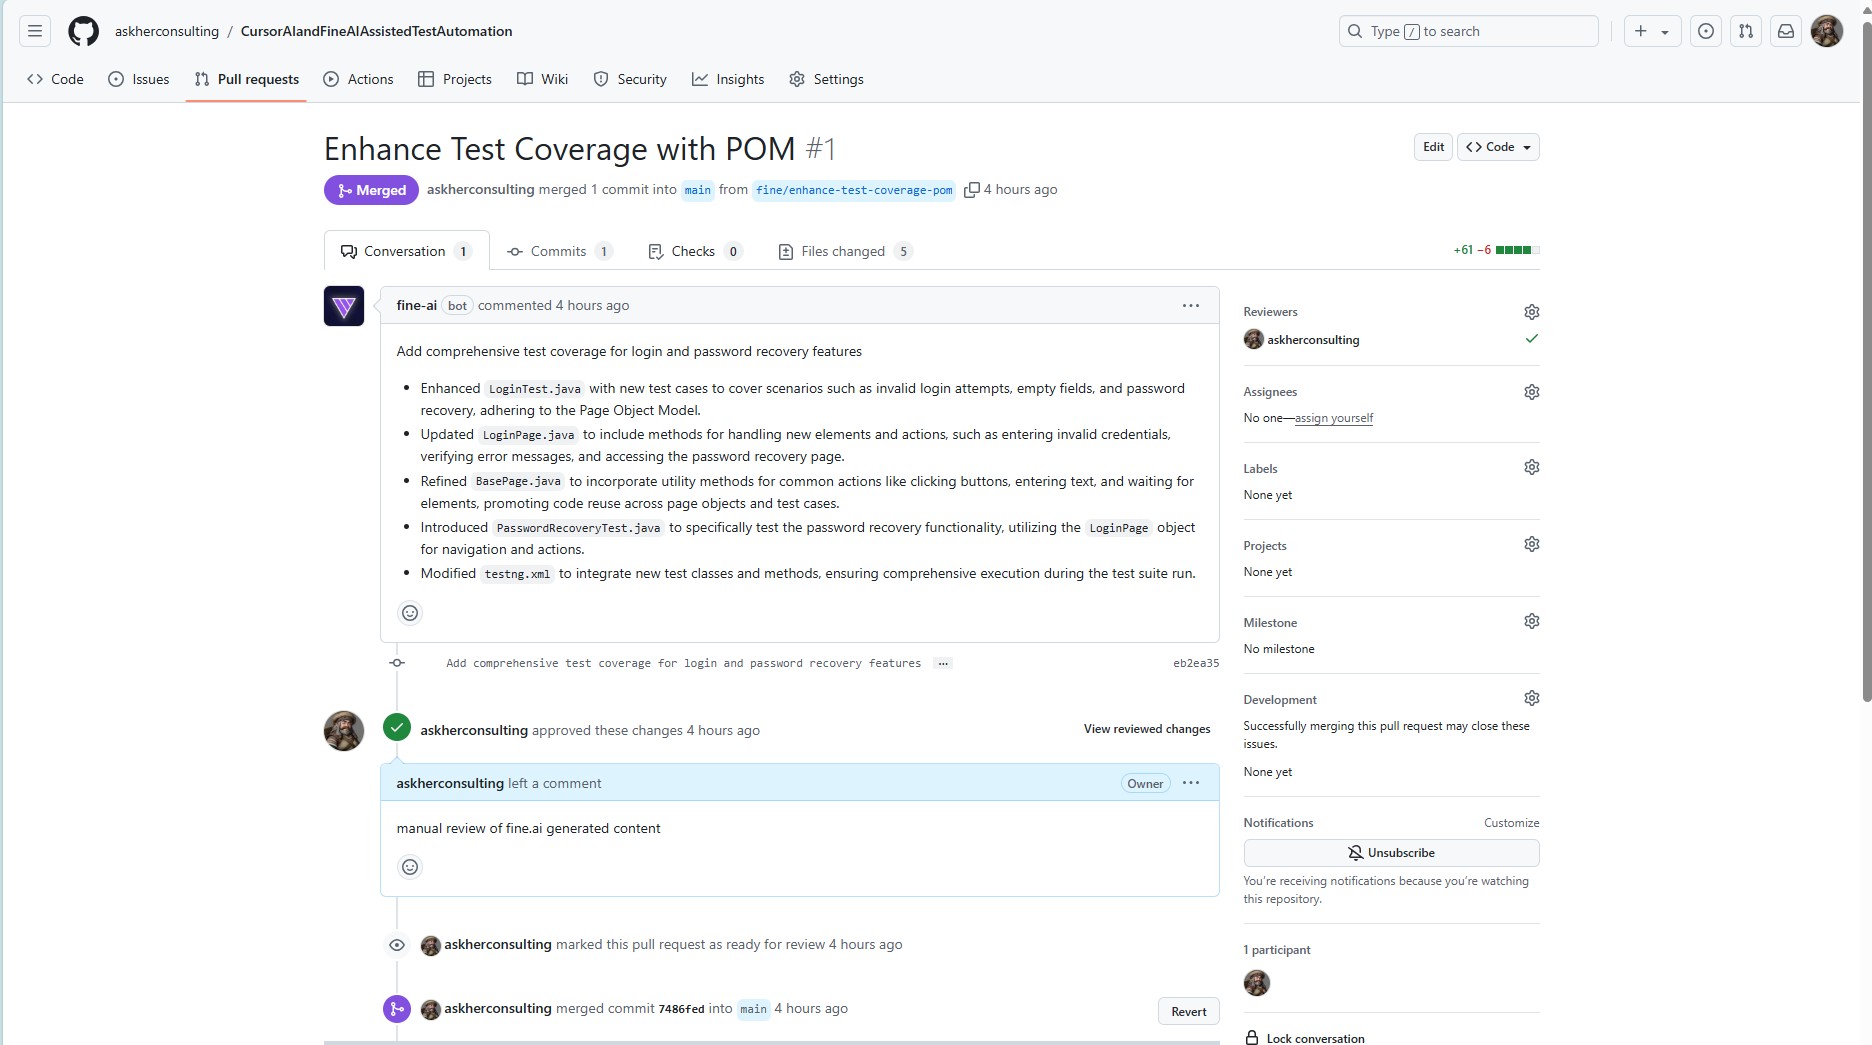 askherconsulting / CursorAIandFineAIAssistedTestAutomation
Type / to search
Code
Issues
Pull requests
Actions
Projects
Wiki
Security
Insights
Settings
Enhance Test Coverage with POM #1
Edit
Code
Merged
askherconsulting merged 1 commit into main from fine/enhance-test-coverage-pom 4 hours ago
Conversation 1
Commits 1
Checks 0
Files changed 5
+61 −6
fine-ai bot commented 4 hours ago
Add comprehensive test coverage for login and password recovery features
• Enhanced LoginTest.java with new test cases to cover scenarios such as invalid login attempts, empty fields, and password
recovery, adhering to the Page Object Model.
• Updated LoginPage.java to include methods for handling new elements and actions, such as entering invalid credentials,
verifying error messages, and accessing the password recovery page.
• Refined BasePage.java to incorporate utility methods for common actions like clicking buttons, entering text, and waiting for
elements, promoting code reuse across page objects and test cases.
• Introduced PasswordRecoveryTest.java to specifically test the password recovery functionality, utilizing the LoginPage object
for navigation and actions.
• Modified testng.xml to integrate new test classes and methods, ensuring comprehensive execution during the test suite run.
Add comprehensive test coverage for login and password recovery features … eb2ea35
askherconsulting approved these changes 4 hours ago
View reviewed changes
askherconsulting left a comment
Owner
manual review of fine.ai generated content
askherconsulting marked this pull request as ready for review 4 hours ago
askherconsulting merged commit 7486fed into main 4 hours ago
Revert
Reviewers
askherconsulting
Assignees
No one—assign yourself
Labels
None yet
Projects
None yet
Milestone
No milestone
Development
Successfully merging this pull request may close these
issues.
None yet
Notifications
Customize
Unsubscribe
You're receiving notifications because you're watching
this repository.
1 participant
Lock conversation